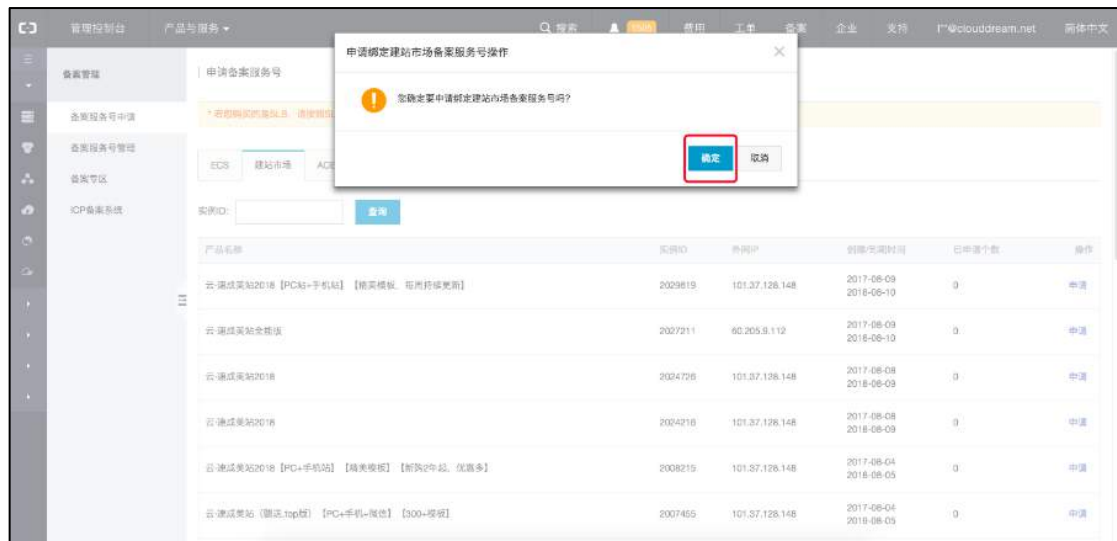 管理控制台 产品与服务 搜索 费用 工单 备案 企业 支持 l**@clouddream.net 简体中文
申请绑定建站市场备案服务号操作
备案管理
申请备案服务号
您确定要申请绑定建站市场备案服务号吗?
备案服务号申请
备案服务号管理
确定 取消
ECS 建站市场 ACE
备案专区
ICP备案系统
实例ID: 查询
产品名称 实例ID 外网IP 创建/到期时间 已申请个数 操作
云·速成美站2018【PC站+手机站】【精美模板,每周持续更新】 2029819 101.37.128.148 2017-08-09 0 申请
2018-08-10
云·速成美站全能版 2027211 60.205.9.112 2017-08-09 0 申请
2018-08-10
云·速成美站2018 2024726 101.37.128.148 2017-08-08 0 申请
2018-08-09
云·速成美站2018 2024216 101.37.128.148 2017-08-08 0 申请
2018-08-09
云·速成美站2018【PC+手机站】【精美模板】【新购2年起,优惠多】 2008215 101.37.128.148 2017-08-04 0 申请
2018-08-05
云·速成美站(赠送.top版)【PC+手机+微信】【300+模板】 2007455 101.37.128.148 2017-08-04 0 申请
2018-08-05